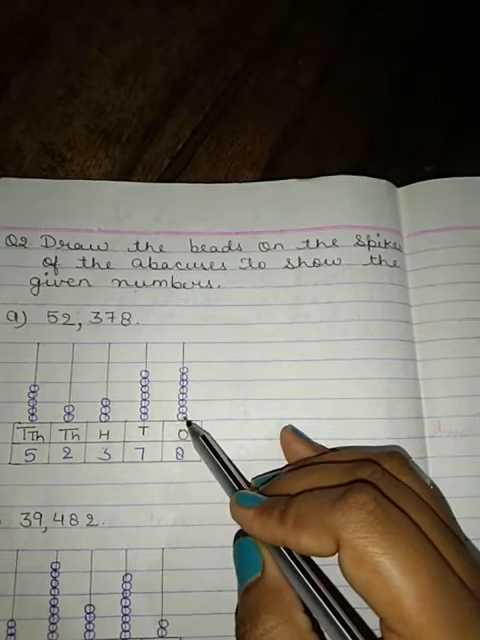 Q2. Draw the beads on the spikes
of the abacuses to show the
given numbers.
a) 52,378.
TTh Th H T O
5 2 3 7 8
39,482.